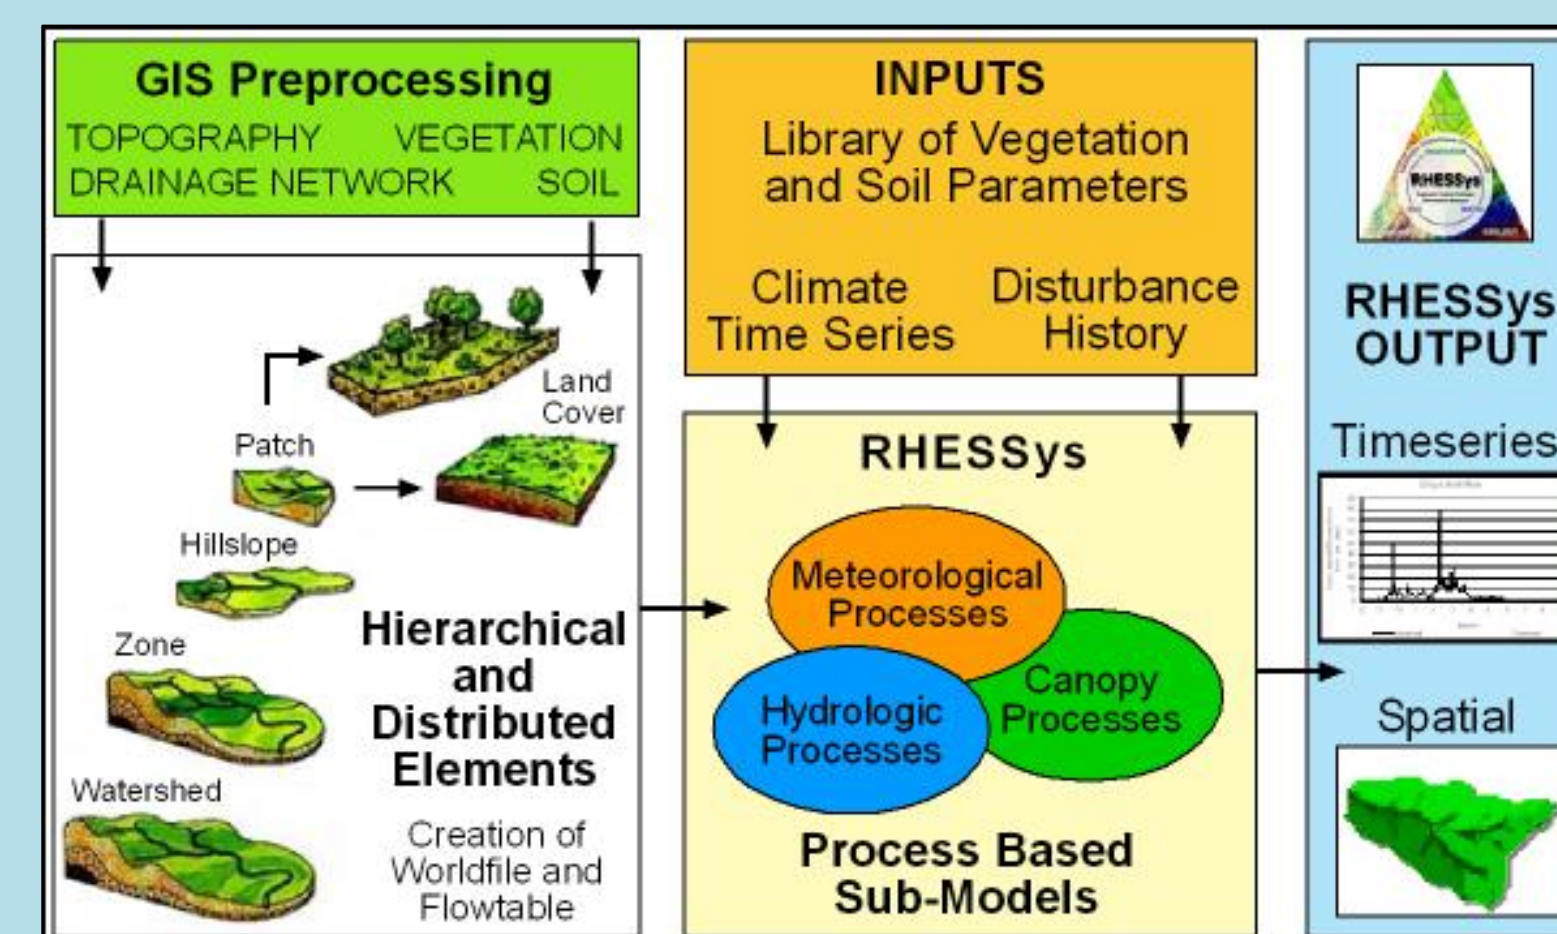 GIS Preprocessing
TOPOGRAPHY VEGETATION
DRAINAGE NETWORK SOIL
Land
Cover
Patch
Hillslope
Zone
Watershed
Hierarchical
and
Distributed
Elements
Creation of
Worldfile and
Flowtable
INPUTS
Library of Vegetation
and Soil Parameters
Climate
Time Series
Disturbance
History
RHESSys
Meteorological
Processes
Hydrologic
Processes
Canopy
Processes
Process Based
Sub-Models
RHESSys
RHESSys
OUTPUT
Timeseries
Spatial